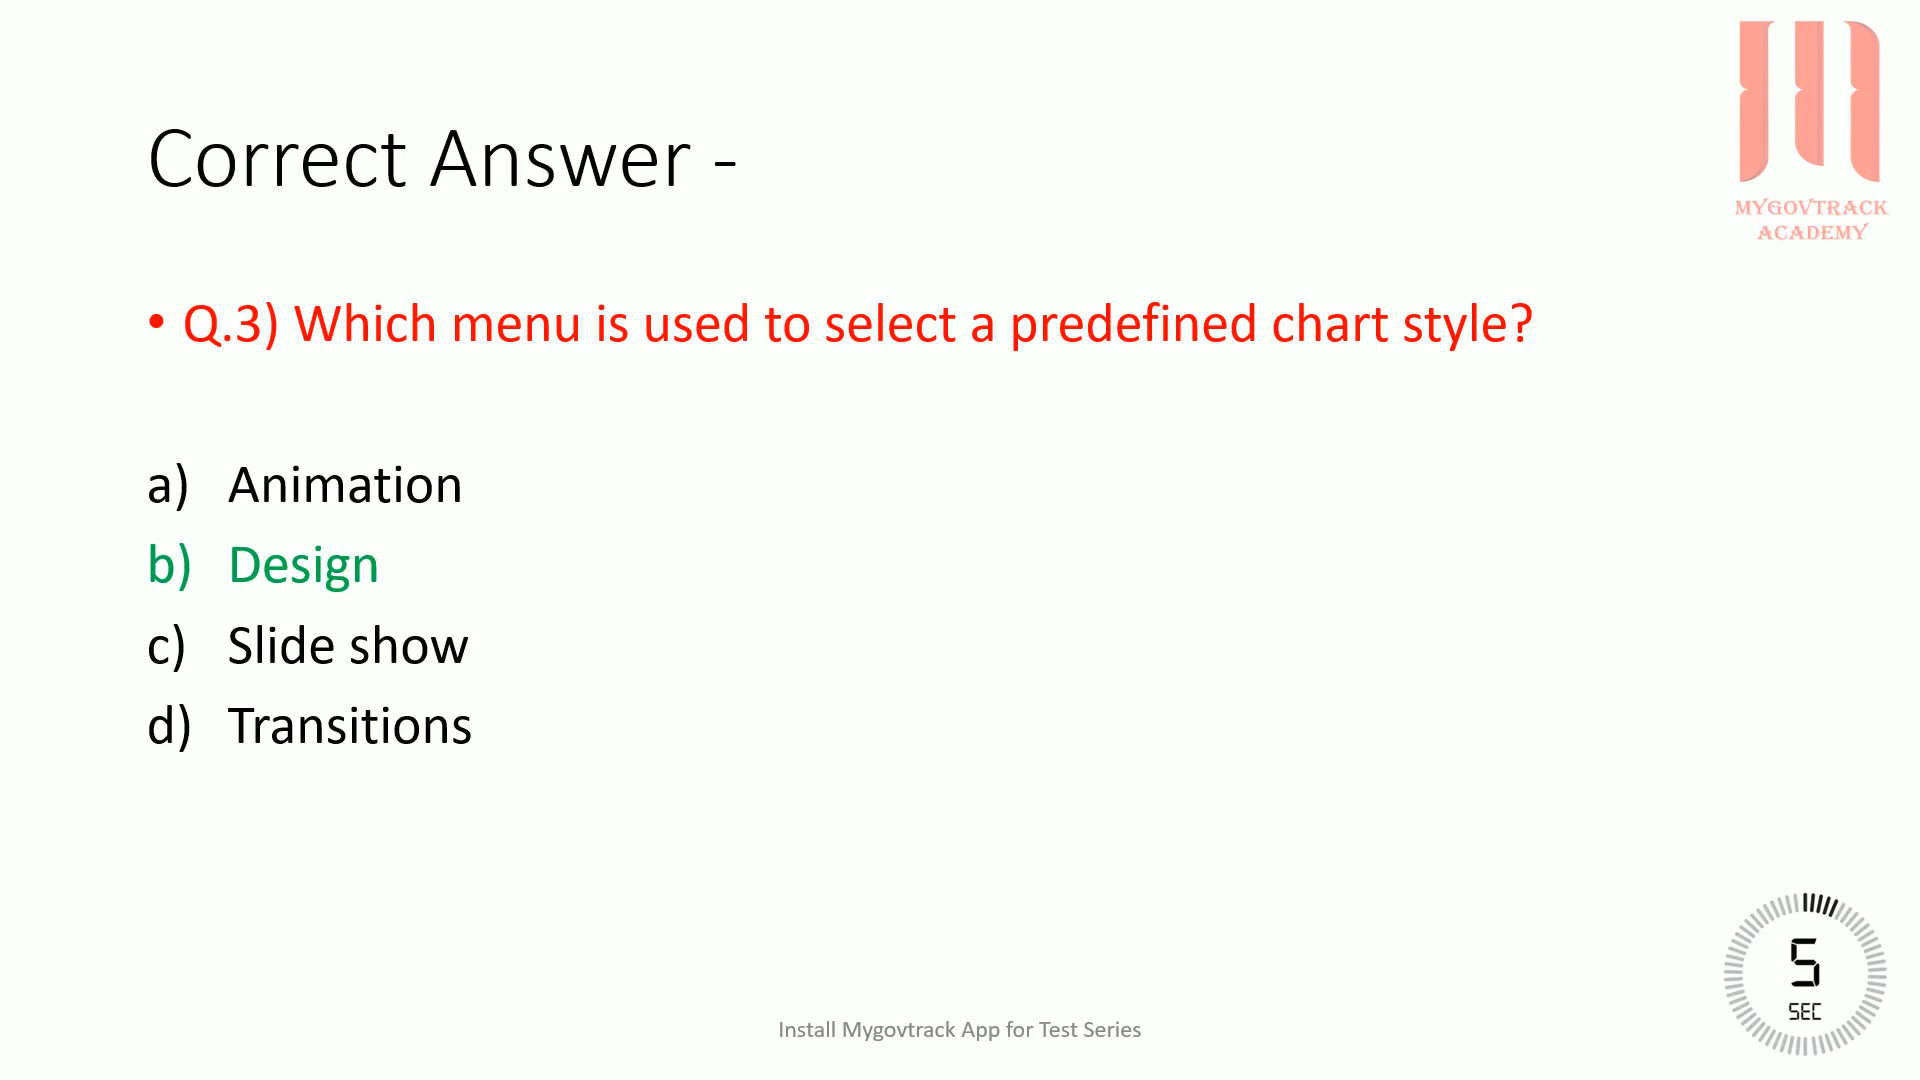 MYGOVTRACK
ACADEMY
Correct Answer -
• Q.3) Which menu is used to select a predefined chart style?
a) Animation
b) Design
c) Slide show
d) Transitions
5
SEC
Install Mygovtrack App for Test Series